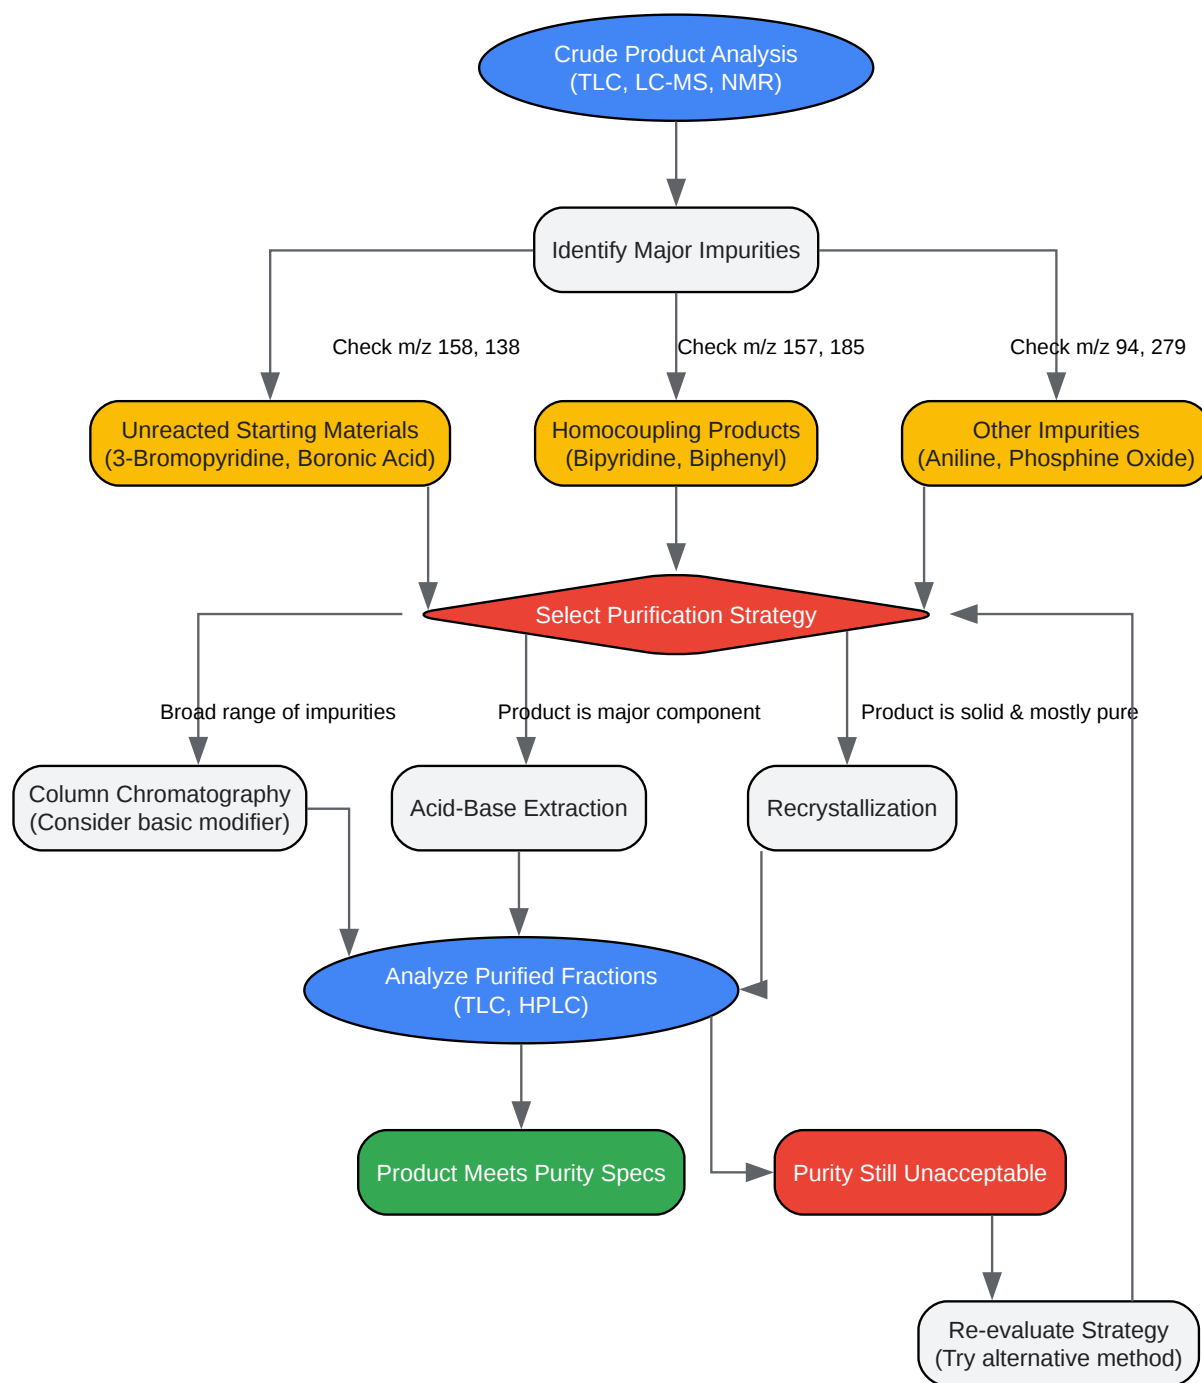 Crude Product Analysis
(TLC, LC-MS, NMR)
Identify Major Impurities
Check m/z 158, 138
Check m/z 157, 185
Check m/z 94, 279
Unreacted Starting Materials
(3-Bromopyridine, Boronic Acid)
Homocoupling Products
(Bipyridine, Biphenyl)
Other Impurities
(Aniline, Phosphine Oxide)
Select Purification Strategy
Broad range of impurities
Product is major component
Product is solid & mostly pure
Column Chromatography
(Consider basic modifier)
Acid-Base Extraction
Recrystallization
Analyze Purified Fractions
(TLC, HPLC)
Product Meets Purity Specs
Purity Still Unacceptable
Re-evaluate Strategy
(Try alternative method)